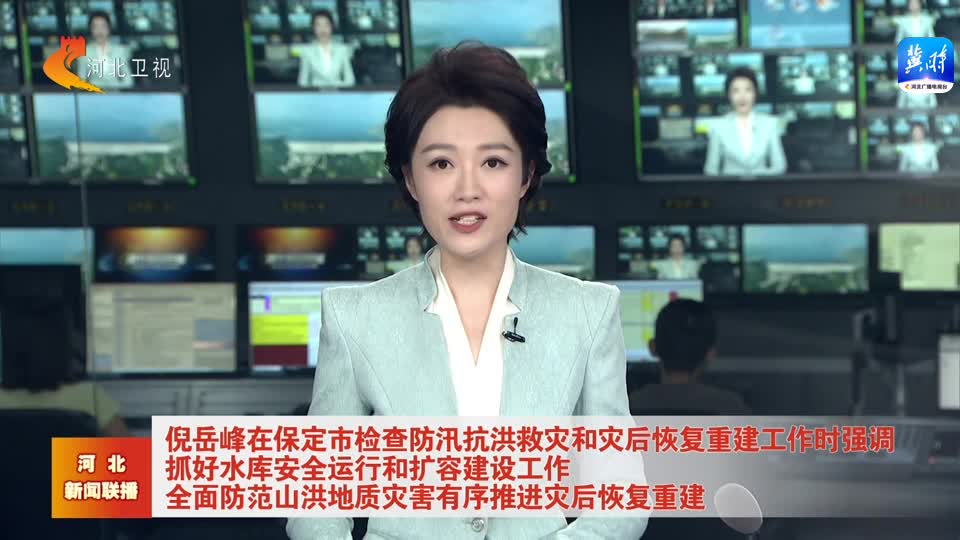 河北卫视
冀时
河北广播电视台
倪岳峰在保定市检查防汛抗洪救灾和灾后恢复重建工作时强调
抓好水库安全运行和扩容建设工作
全面防范山洪地质灾害有序推进灾后恢复重建
河北
新闻联播